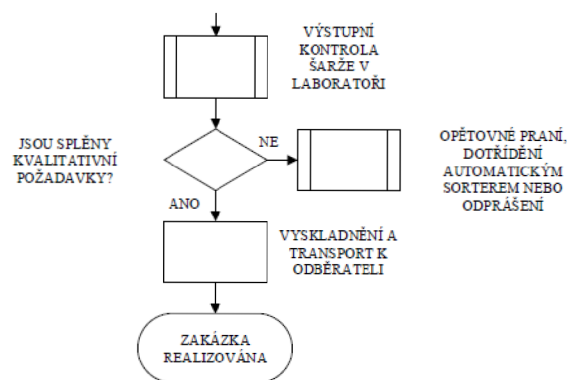 VÝSTUPNÍ
KONTROLA
ŠARŽE V
LABORATOŘI
JSOU SPLĚNY
KVALITATIVNÍ
POŽADAVKY?
NE
OPĚTOVNÉ PRANÍ,
DOTŘÍDĚNÍ
AUTOMATICKÝM
SORTEREM NEBO
ODPRÁŠENÍ
ANO
VYSKLADNĚNÍ A
TRANSPORT K
ODBĚRATELI
ZAKÁZKA
REALIZOVÁNA